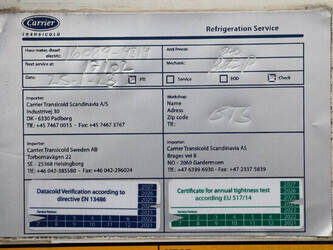 Carrier
TRANSICOLD
Refrigeration Service
Hour meter, diesel
electric:
Next service at
Date:
PTI
Anti Freeze:
Mechanic:
Service
EOD
Check
Importer:
Carrier Transicold Scandinavia A/S
Industrivej 30
DK - 6330 Padborg
Tlf.: +45 7467 0015 - Fax: +45 7467 3767
Workshop:
Name
Adress
Zip code
Tlf.:
BTS
Importer:
Carrier Transicold Sweden AB
Torbornavägen 22
SE - 25368 Helsingborg
Tlf: +46 042-385580 - Fax: +46 042-296024
Importer:
Carrier Transicold Scandinavia AS
Brages vei 8
NO - 2060 Gardermoen
Tlf.: +47 6399 6930 - Fax: +47 2337 5839
Datacold Verification according to
directive EN 13486
Certificate for annual tightness test
according EU 517/14